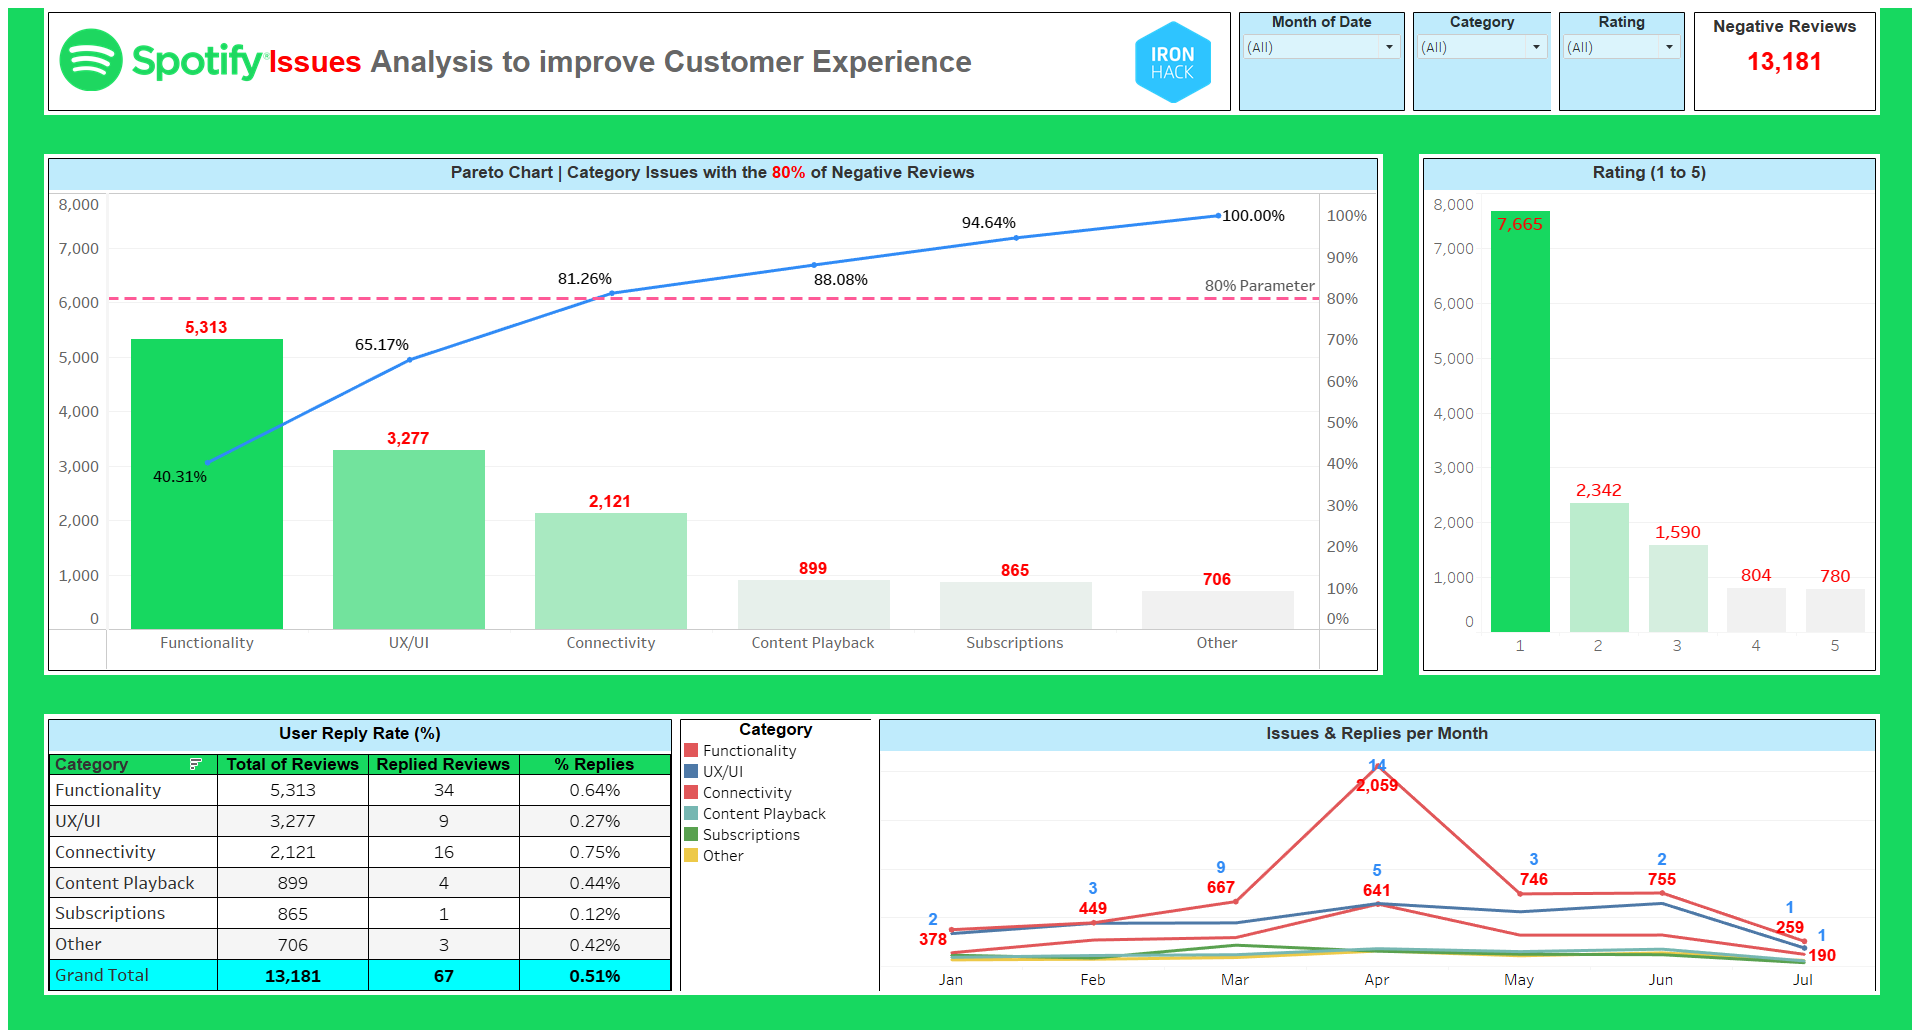 Spotify® Issues Analysis to improve Customer Experience
IRON
HACK
Month of Date
(All)
Category
(All)
Rating
(All)
Negative Reviews
13,181
Pareto Chart | Category Issues with the 80% of Negative Reviews
8,000
7,000
6,000
5,000
4,000
3,000
2,000
1,000
0
5,313
3,277
2,121
899
865
706
40.31%
65.17%
81.26%
88.08%
94.64%
100.00%
80% Parameter
100%
90%
80%
70%
60%
50%
40%
30%
20%
10%
0%
Functionality UX/UI Connectivity Content Playback Subscriptions Other
Rating (1 to 5)
8,000
7,000
6,000
5,000
4,000
3,000
2,000
1,000
0
7,665
2,342
1,590
804
780
1 2 3 4 5
User Reply Rate (%)
Category Total of Reviews Replied Reviews % Replies
Functionality 5,313 34 0.64%
UX/UI 3,277 9 0.27%
Connectivity 2,121 16 0.75%
Content Playback 899 4 0.44%
Subscriptions 865 1 0.12%
Other 706 3 0.42%
Grand Total 13,181 67 0.51%
Category
Functionality
UX/UI
Connectivity
Content Playback
Subscriptions
Other
Issues & Replies per Month
2
378
3
449
9
667
14
2,059
5
641
3
746
2
755
1
259
1
190
Jan Feb Mar Apr May Jun Jul